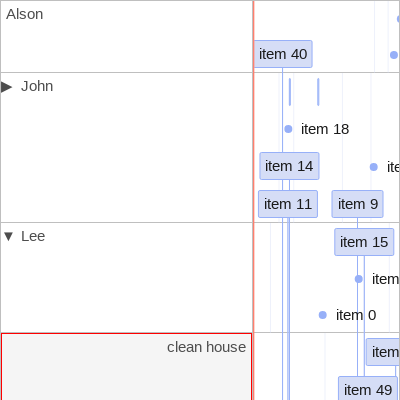 Alson
item 40
▶ John
item 18
item 14
item 11
item 9
▼ Lee
item 15
item
item 0
clean house
item
item 49